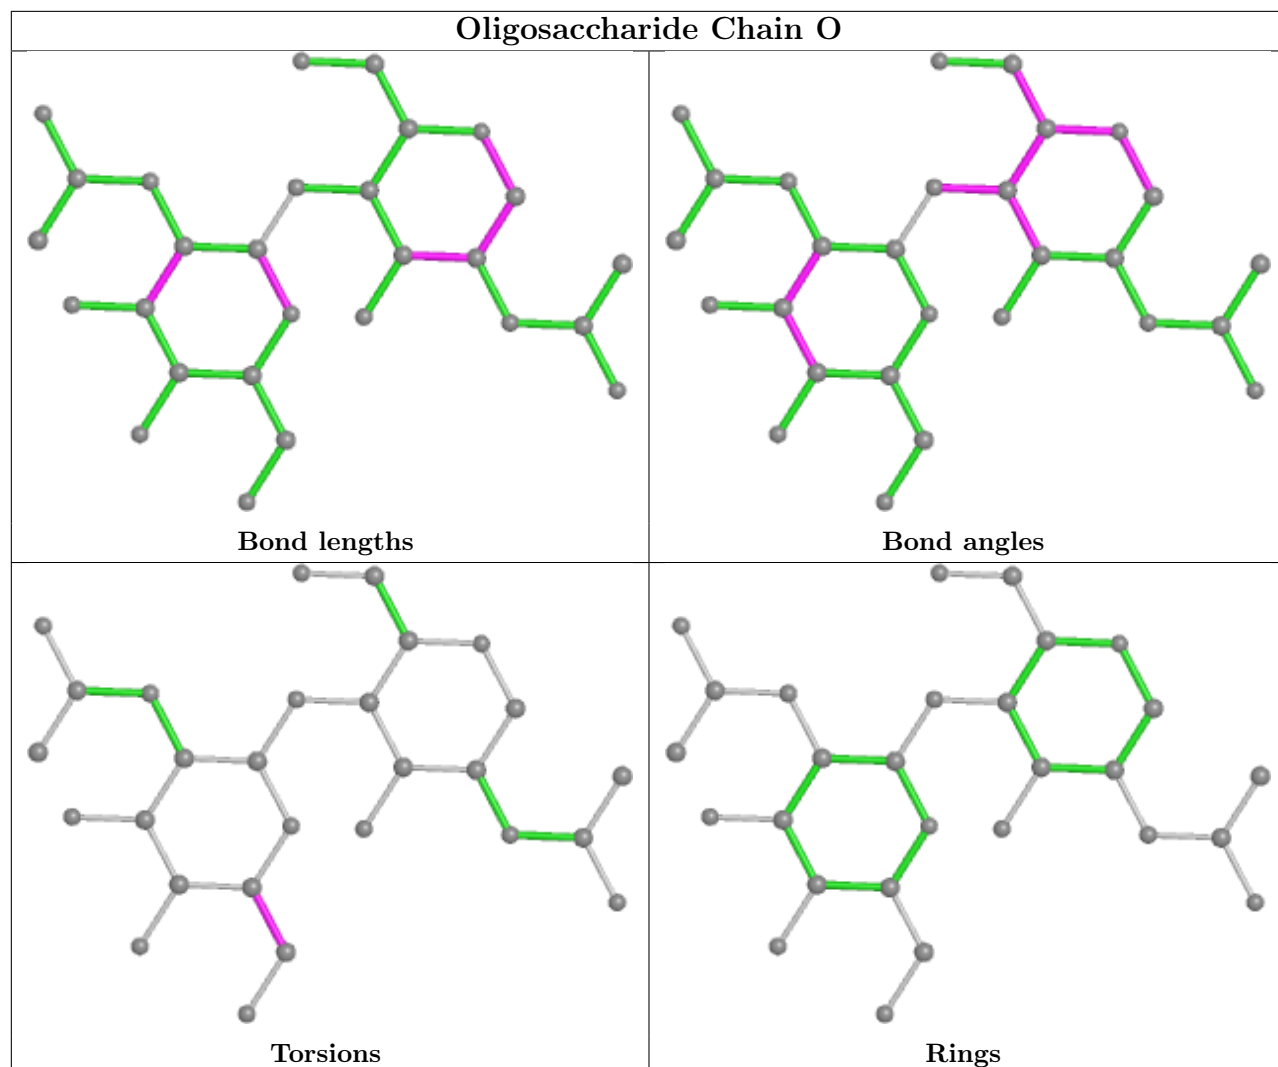 Oligosaccharide Chain O
Bond lengths
Bond angles
Torsions
Rings